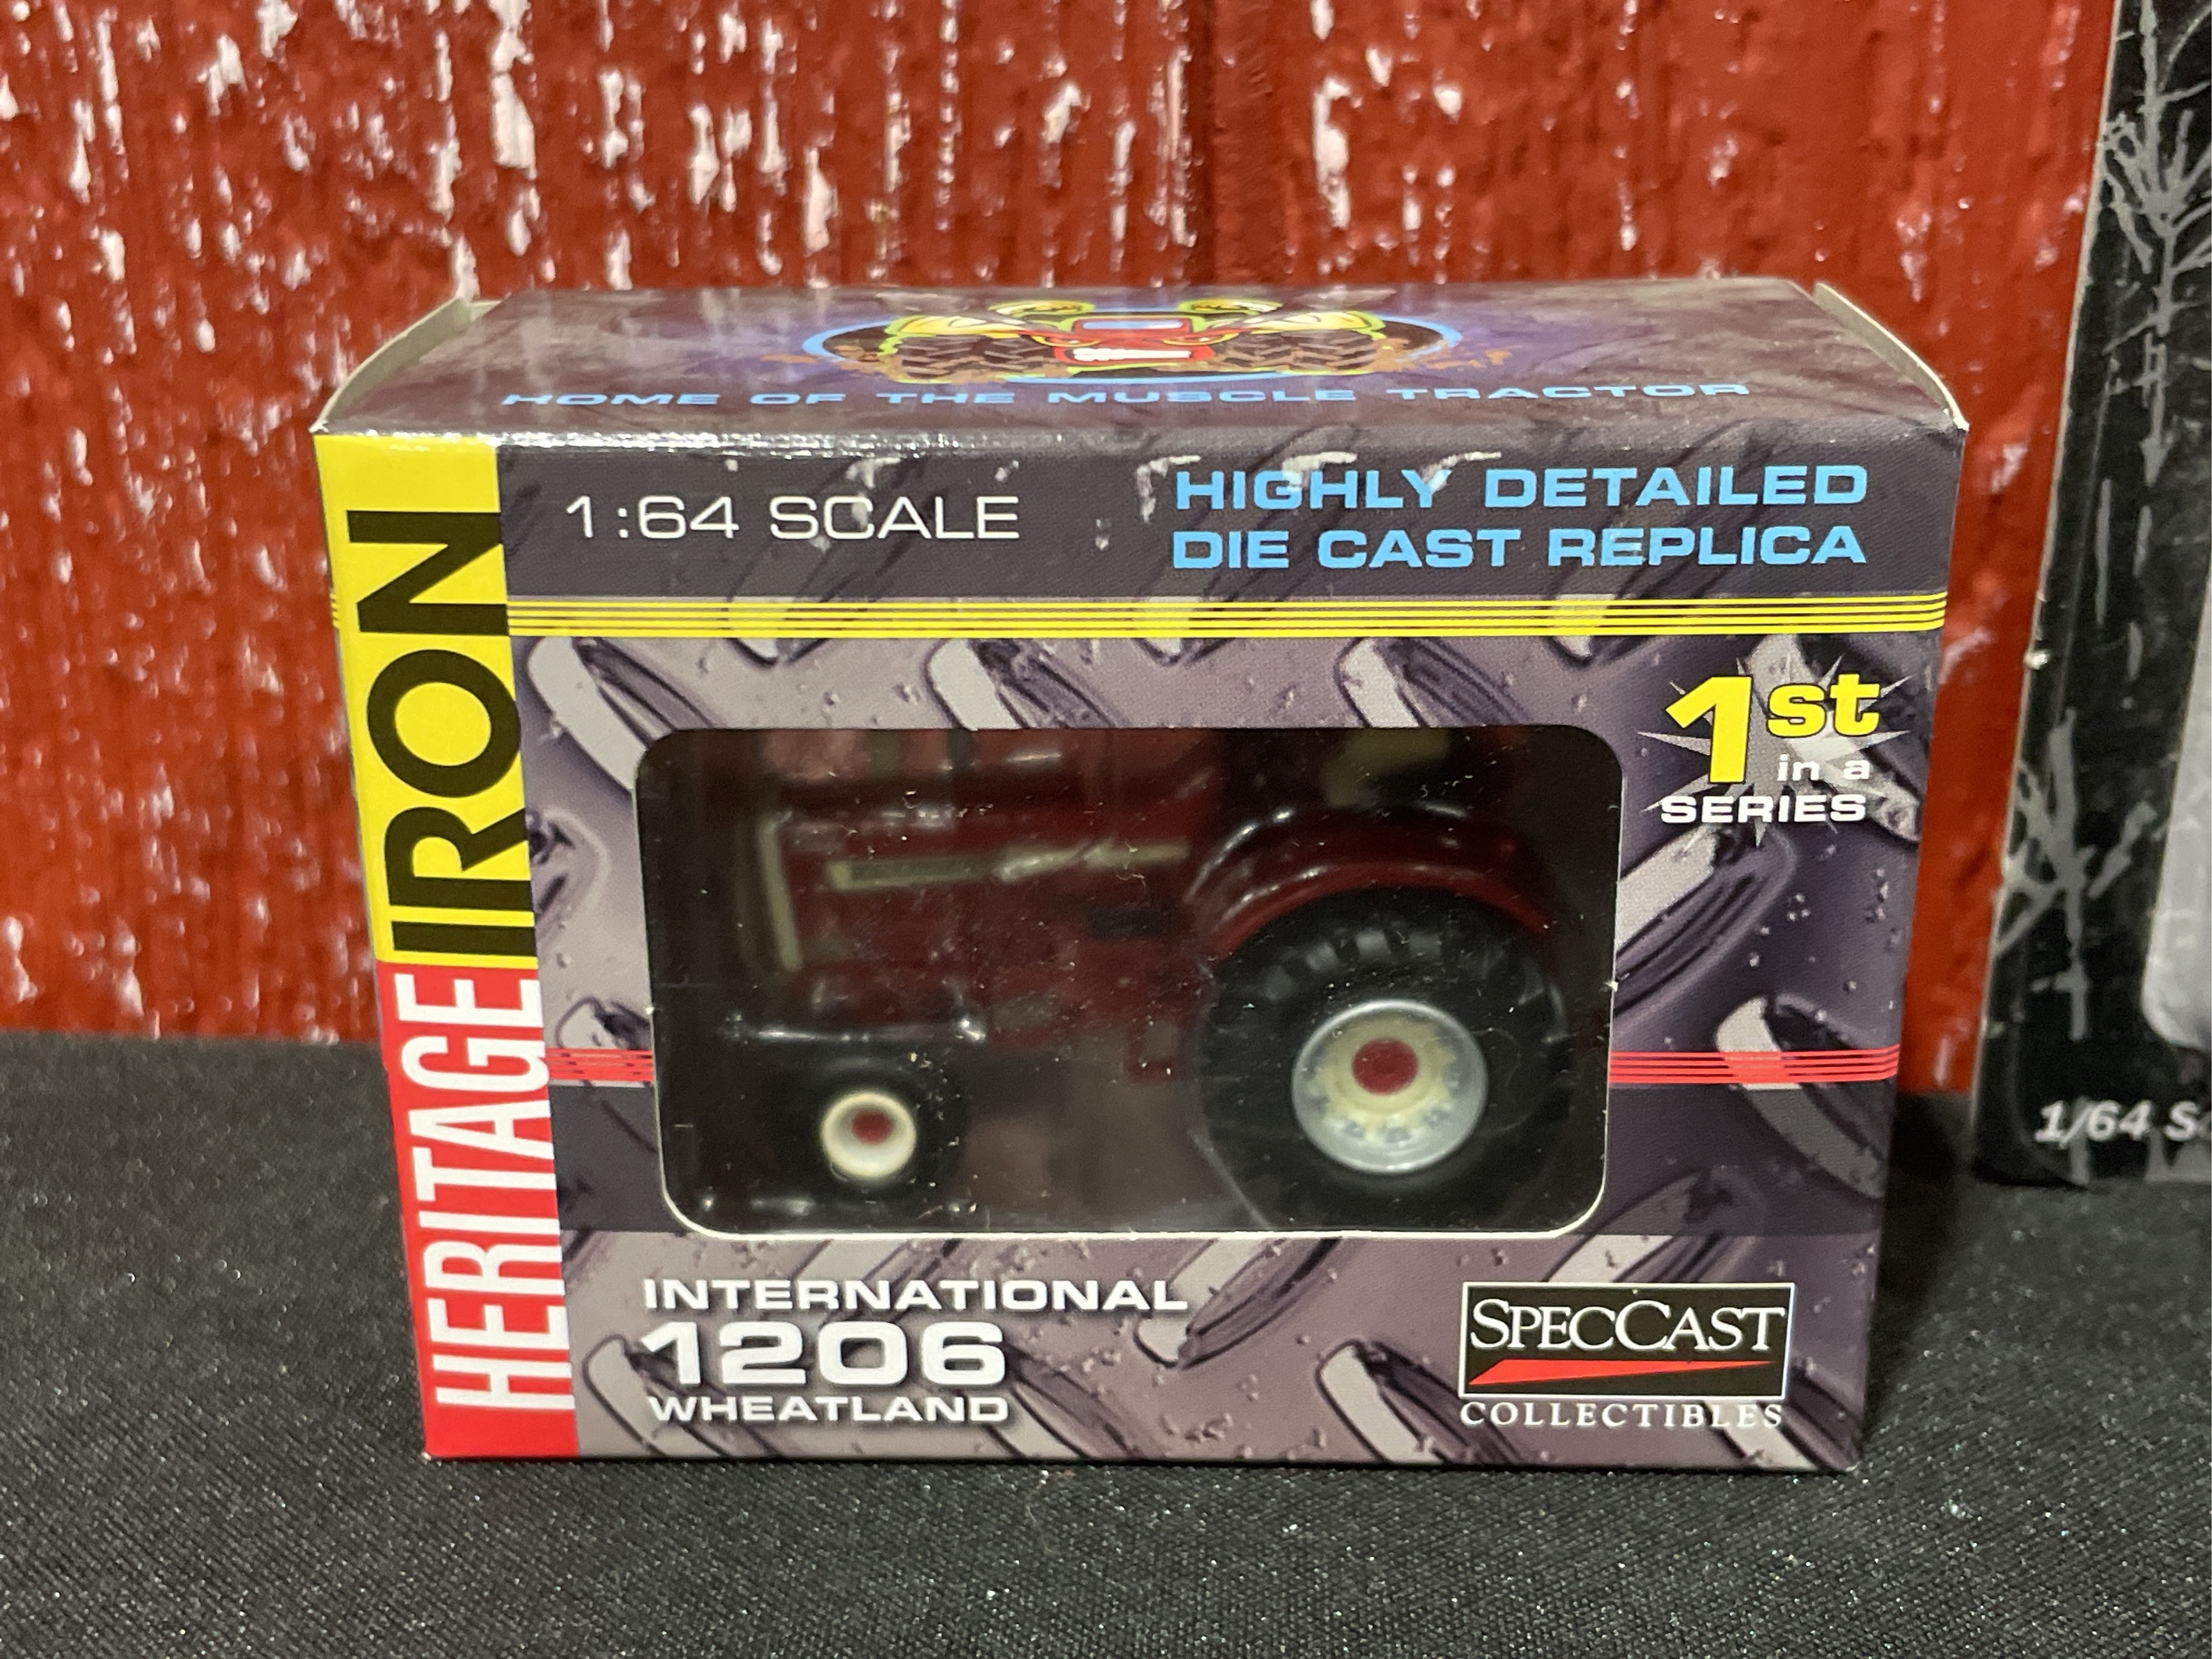 HOME OF THE MUSCLE TRACTOR
HERITAGE IRON
1:64 SCALE
HIGHLY DETAILED
DIE CAST REPLICA
1st
in a
SERIES
INTERNATIONAL
1206
WHEATLAND
SPECCAST
COLLECTIBLES
1/64